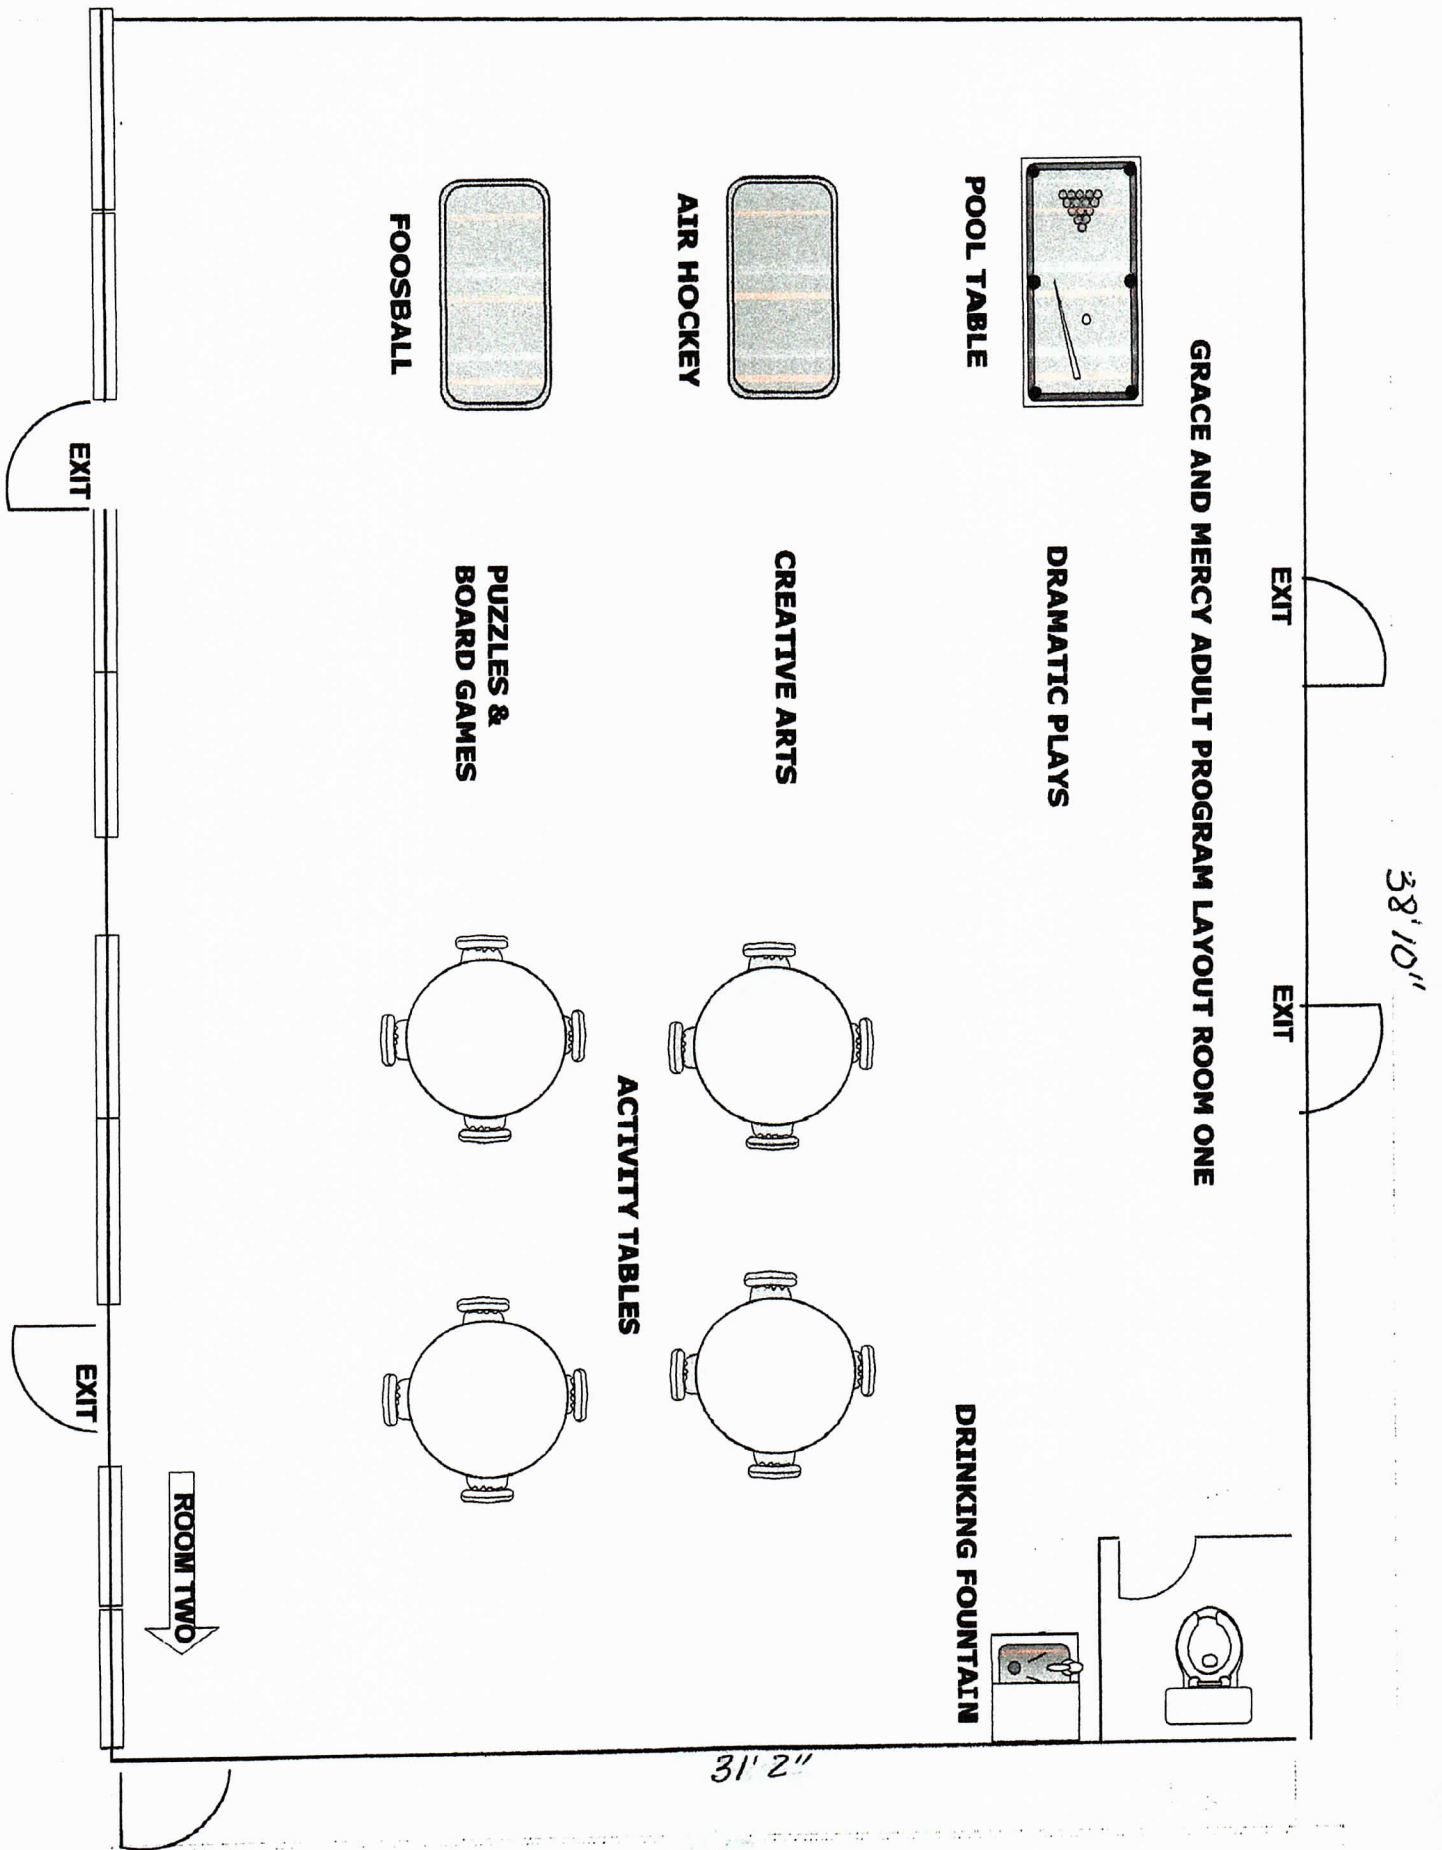 38'10"
EXIT
EXIT
GRACE AND MERCY ADULT PROGRAM LAYOUT ROOM ONE
DRAMATIC PLAYS
POOL TABLE
DRINKING FOUNTAIN
CREATIVE ARTS
31'2"
AIR HOCKEY
ACTIVITY TABLES
PUZZLES &
BOARD GAMES
FOOSBALL
ROOM TWO
EXIT
EXIT